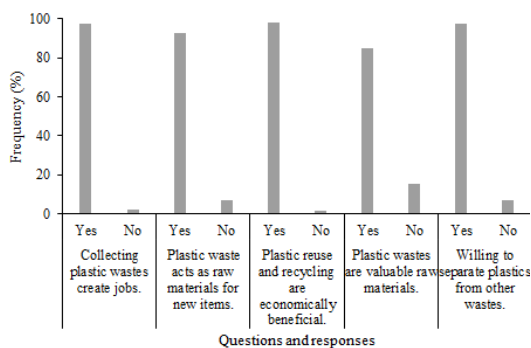 100
80
60
40
20
0
Frequency (%)
Yes No Yes No Yes No Yes No Yes No
Collecting
plastic wastes
create jobs.
Plastic waste
acts as raw
materials for
new items.
Plastic reuse
and recycling
are
economically
beneficial.
Plastic wastes
are valuable raw
materials.
Willing to
separate plastics
from other
wastes.
Questions and responses